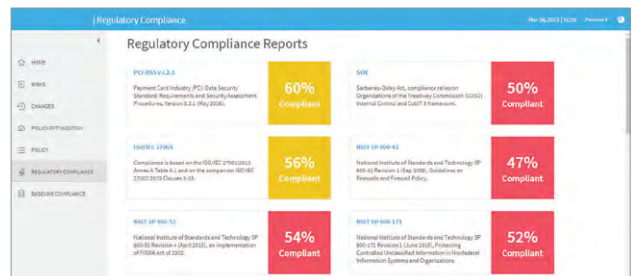 | Regulatory Compliance
Regulatory Compliance Reports
HOME
RISKS
CHANGES
POLICY OPTIMIZATION
POLICY
REGULATORY COMPLIANCE
BASELINE COMPLIANCE
PCI-DSS v.3.2.1
Payment Card Industry (PCI) Data Security
Standard: Requirements and Security Assessment
Procedures, Version 3.2.1 (May 2018).
60%
Compliant
SOX
Sarbanes-Oxley Act, compliance relies on
Organizations of the Treadway Commission (COSO)
Internal Control and CobIT framework.
50%
Compliant
ISO/IEC 27001
Compliance is based on the ISO/IEC 27001:2013
Annex A Table A.1 and on the companion ISO/IEC
27002:2013 Clauses 5-15.
56%
Compliant
NIST SP 800-41
National Institute of Standards and Technology SP
800-41 Revision 1 (Sep 2009), Guidelines on
Firewalls and Firewall Policy.
47%
Compliant
NIST SP 800-53
National Institute of Standards and Technology SP
800-53 Revision 4 (April 2013), an implementation
of FISMA Act of 2002.
54%
Compliant
NIST SP 800-171
National Institute of Standards and Technology SP
800-171 Revision 1 (June 2015), Protecting
Controlled Unclassified Information in Nonfederal
Information Systems and Organizations
52%
Compliant